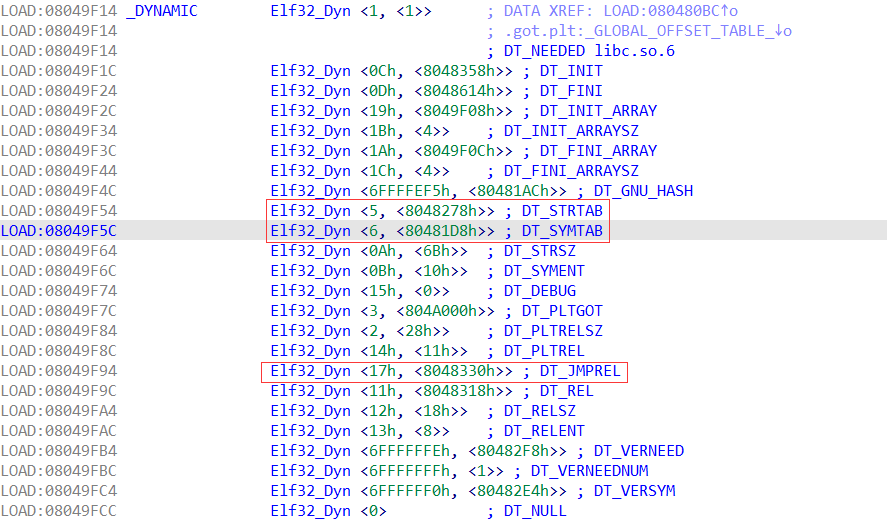 LOAD:08049F14 _DYNAMIC Elf32_Dyn <1, <1>> ; DATA XREF: LOAD:080480BC↑o
LOAD:08049F14 ; .got.plt:_GLOBAL_OFFSET_TABLE_↓o
LOAD:08049F14 ; DT_NEEDED libc.so.6
LOAD:08049F1C Elf32_Dyn <0Ch, <8048358h>> ; DT_INIT
LOAD:08049F24 Elf32_Dyn <0Dh, <8048614h>> ; DT_FINI
LOAD:08049F2C Elf32_Dyn <19h, <8049F08h>> ; DT_INIT_ARRAY
LOAD:08049F34 Elf32_Dyn <1Bh, <4>> ; DT_INIT_ARRAYSZ
LOAD:08049F3C Elf32_Dyn <1Ah, <8049F0Ch>> ; DT_FINI_ARRAY
LOAD:08049F44 Elf32_Dyn <1Ch, <4>> ; DT_FINI_ARRAYSZ
LOAD:08049F4C Elf32_Dyn <6FFFFEF5h, <80481ACh>> ; DT_GNU_HASH
LOAD:08049F54 Elf32_Dyn <5, <8048278h>> ; DT_STRTAB
LOAD:08049F5C Elf32_Dyn <6, <80481D8h>> ; DT_SYMTAB
LOAD:08049F64 Elf32_Dyn <0Ah, <6Bh>> ; DT_STRSZ
LOAD:08049F6C Elf32_Dyn <0Bh, <10h>> ; DT_SYMENT
LOAD:08049F74 Elf32_Dyn <15h, <0>> ; DT_DEBUG
LOAD:08049F7C Elf32_Dyn <3, <804A000h>> ; DT_PLTGOT
LOAD:08049F84 Elf32_Dyn <2, <28h>> ; DT_PLTRELSZ
LOAD:08049F8C Elf32_Dyn <14h, <11h>> ; DT_PLTREL
LOAD:08049F94 Elf32_Dyn <17h, <8048330h>> ; DT_JMPREL
LOAD:08049F9C Elf32_Dyn <11h, <8048318h>> ; DT_REL
LOAD:08049FA4 Elf32_Dyn <12h, <18h>> ; DT_RELSZ
LOAD:08049FAC Elf32_Dyn <13h, <8>> ; DT_RELENT
LOAD:08049FB4 Elf32_Dyn <6FFFFFFEh, <80482F8h>> ; DT_VERNEED
LOAD:08049FBC Elf32_Dyn <6FFFFFFFh, <1>> ; DT_VERNEEDNUM
LOAD:08049FC4 Elf32_Dyn <6FFFFFF0h, <80482E4h>> ; DT_VERSYM
LOAD:08049FCC Elf32_Dyn <0> ; DT_NULL